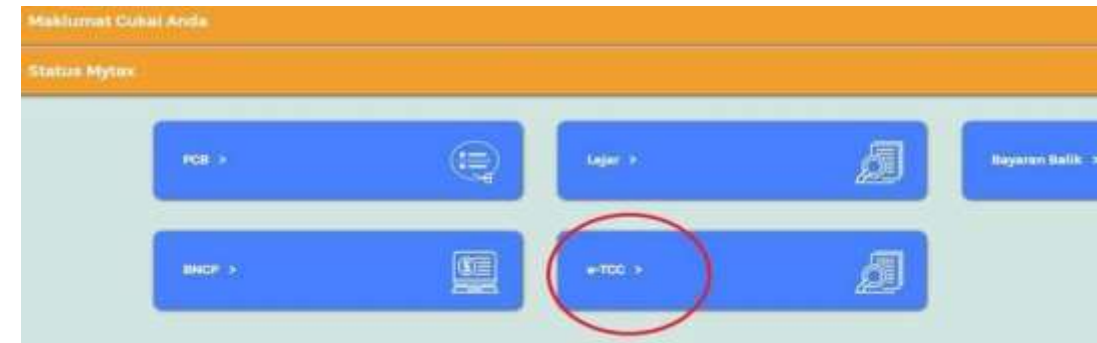 Maklumat Cukai Anda
Status Mytax
PCB >
Lejar >
Bayaran Balik >
BNCP >
e-TCC >